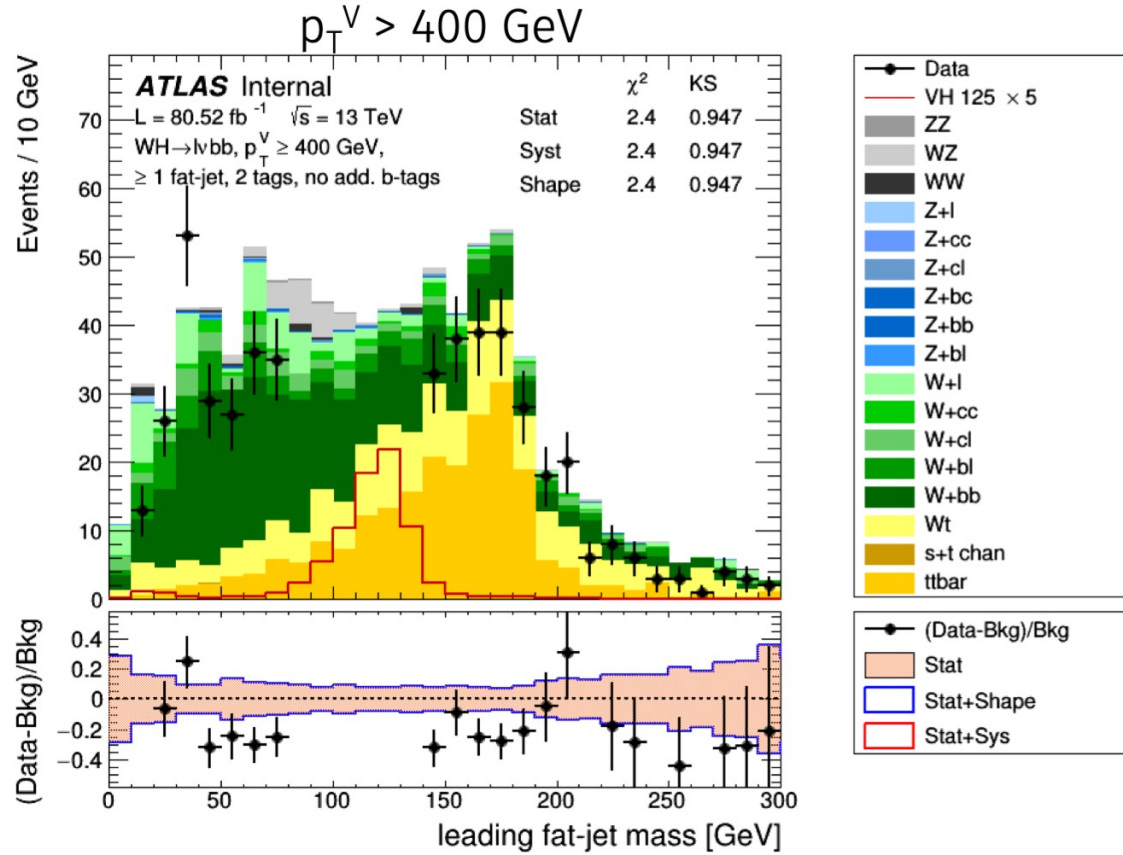 p_T^V > 400 GeV
Events / 10 GeV
ATLAS Internal
χ² KS
L = 80.52 fb⁻¹ √s = 13 TeV
Stat 2.4 0.947
WH→lνbb, p_T^V ≥ 400 GeV,
Syst 2.4 0.947
≥ 1 fat-jet, 2 tags, no add. b-tags
Shape 2.4 0.947
70
60
50
40
30
20
10
0
Data
VH 125 × 5
ZZ
WZ
WW
Z+l
Z+cc
Z+cl
Z+bc
Z+bb
Z+bl
W+l
W+cc
W+cl
W+bl
W+bb
Wt
s+t chan
ttbar
(Data-Bkg)/Bkg
0.4
0.2
0
−0.2
−0.4
0 50 100 150 200 250 300
leading fat-jet mass [GeV]
(Data-Bkg)/Bkg
Stat
Stat+Shape
Stat+Sys